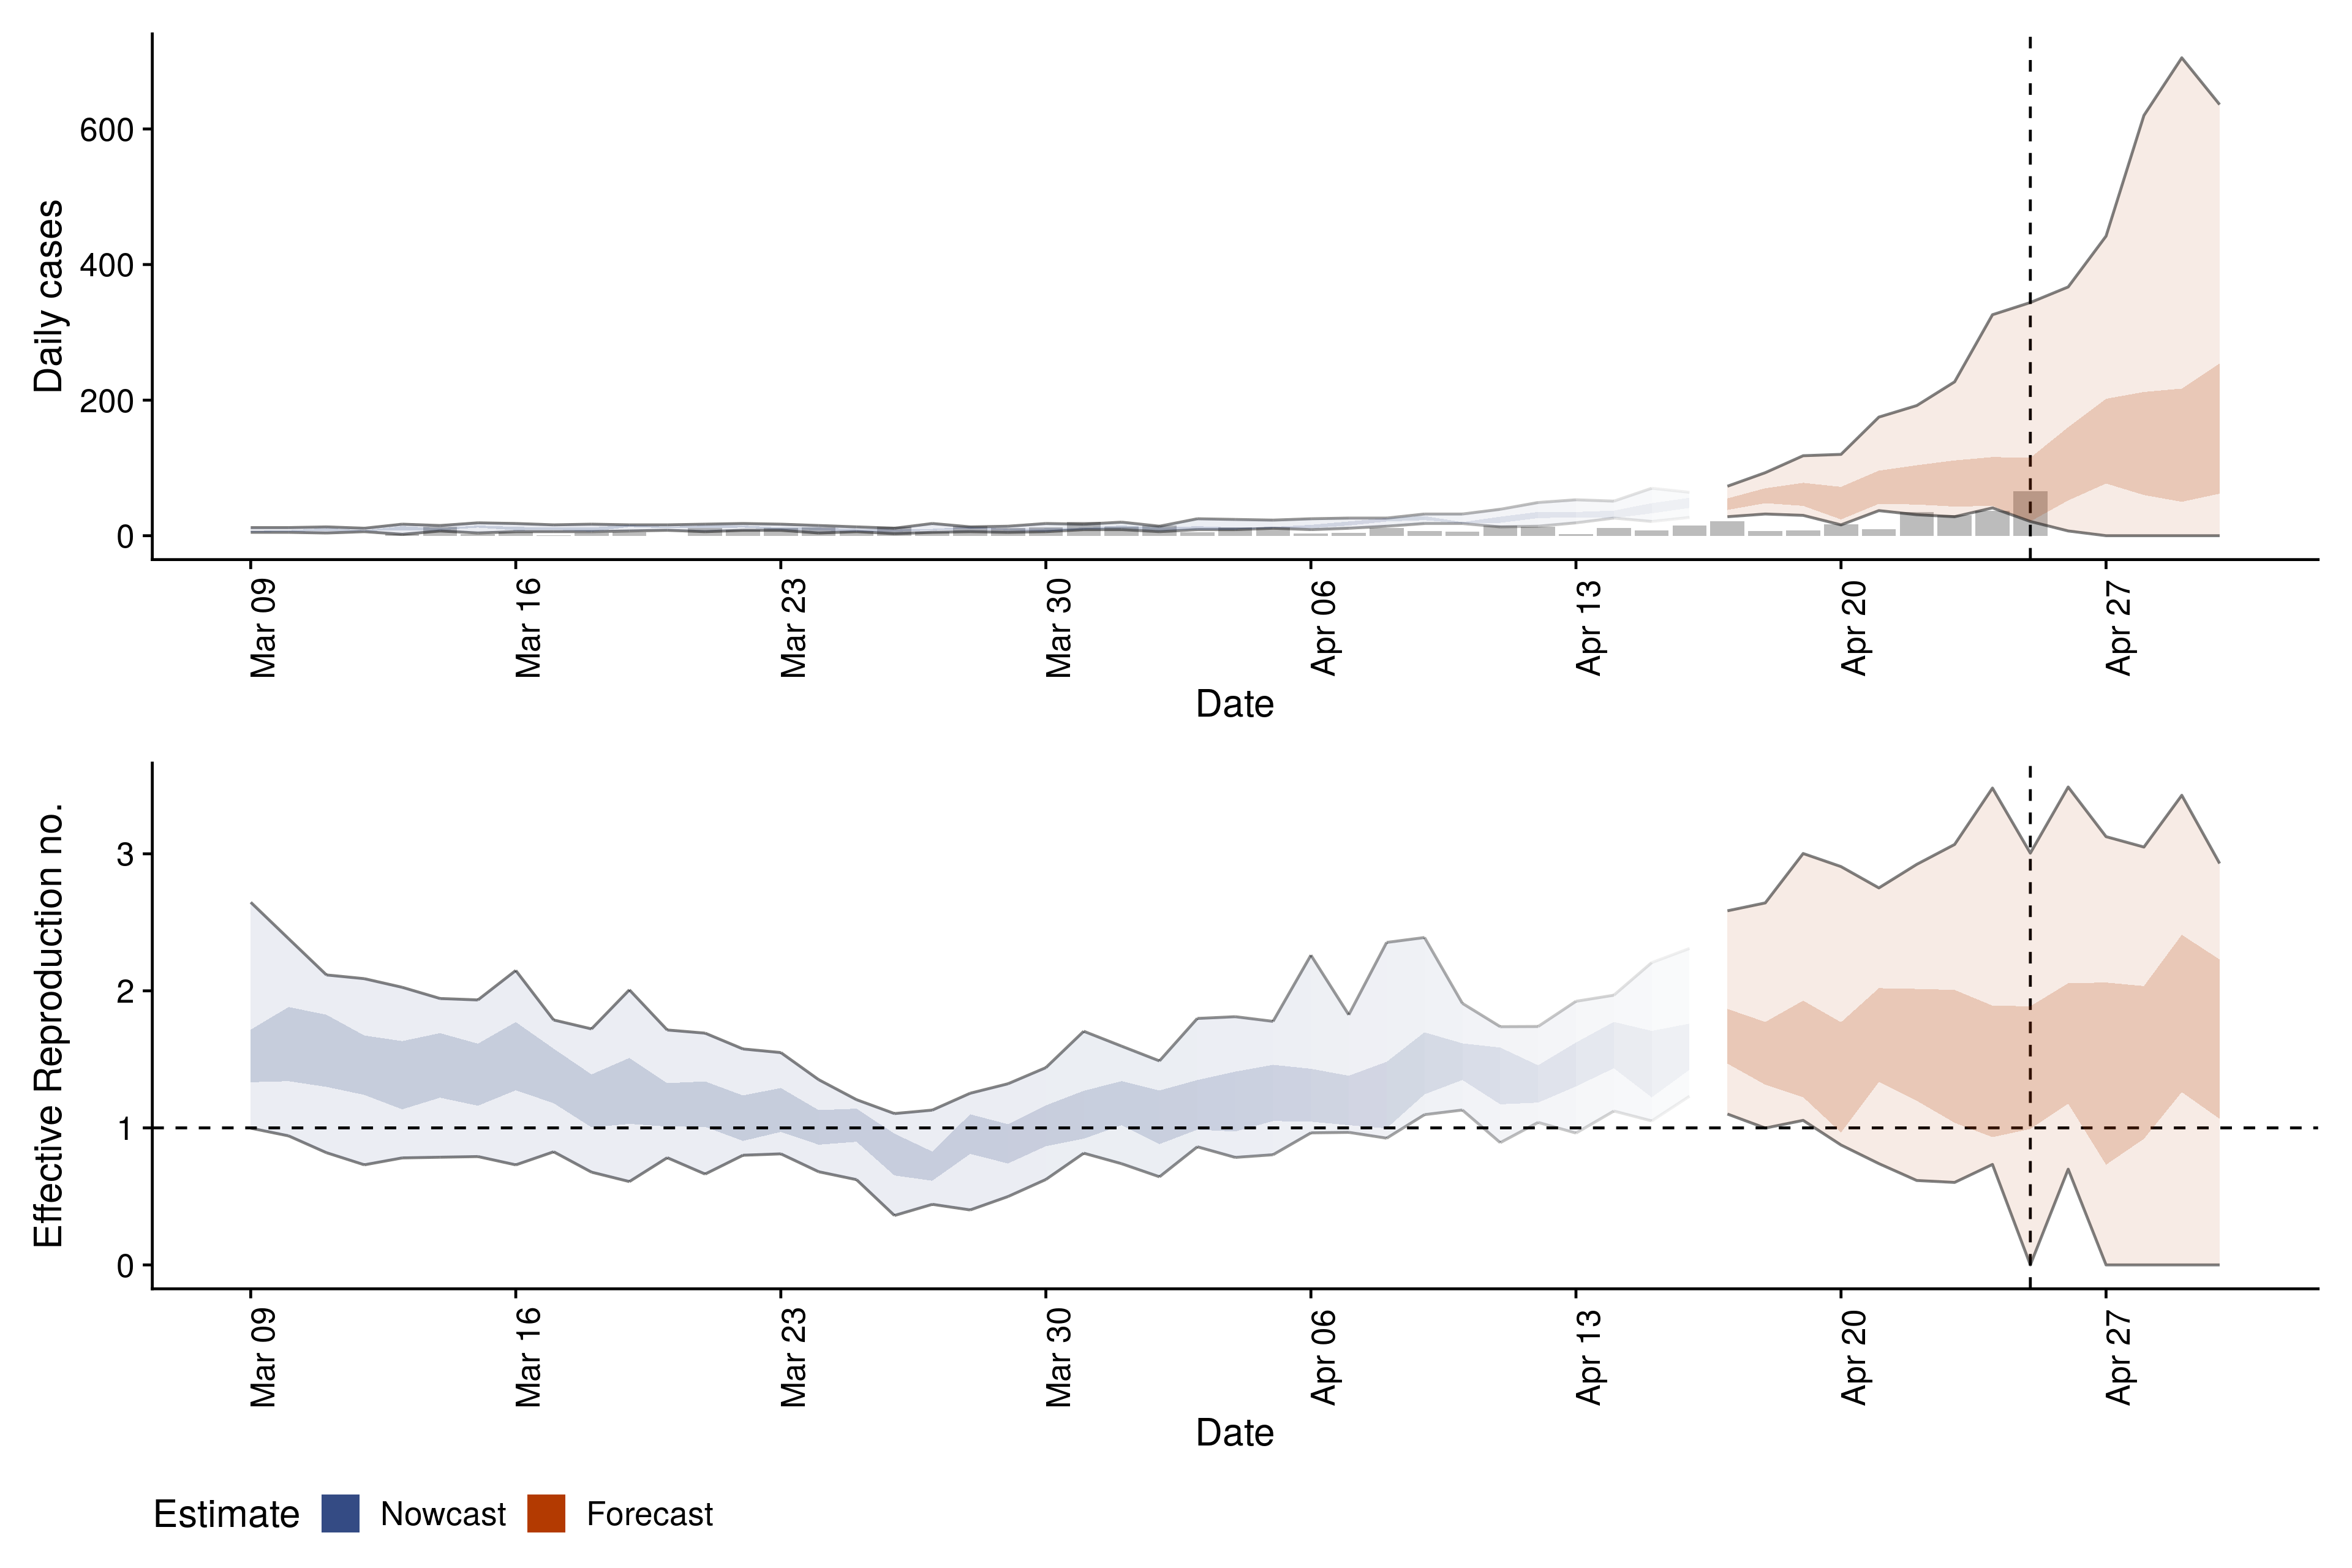 Daily cases
600
400
200
0
Mar 09
Mar 16
Mar 23
Mar 30
Apr 06
Apr 13
Apr 20
Apr 27
Date
Effective Reproduction no.
3
2
1
0
Mar 09
Mar 16
Mar 23
Mar 30
Apr 06
Apr 13
Apr 20
Apr 27
Date
Estimate Nowcast Forecast